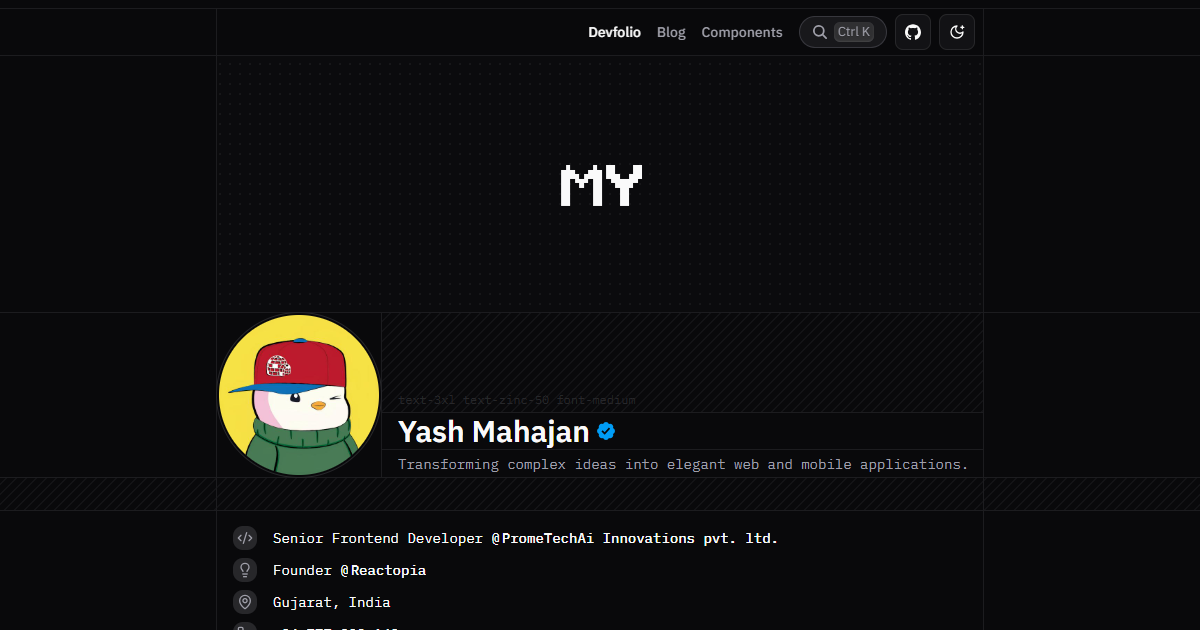 Devfolio Blog Components Ctrl K
MY
text-3xl text-zinc-50 font-medium
Yash Mahajan
Transforming complex ideas into elegant web and mobile applications.
Senior Frontend Developer @PromeTechAi Innovations pvt. ltd.
Founder @Reactopia
Gujarat, India